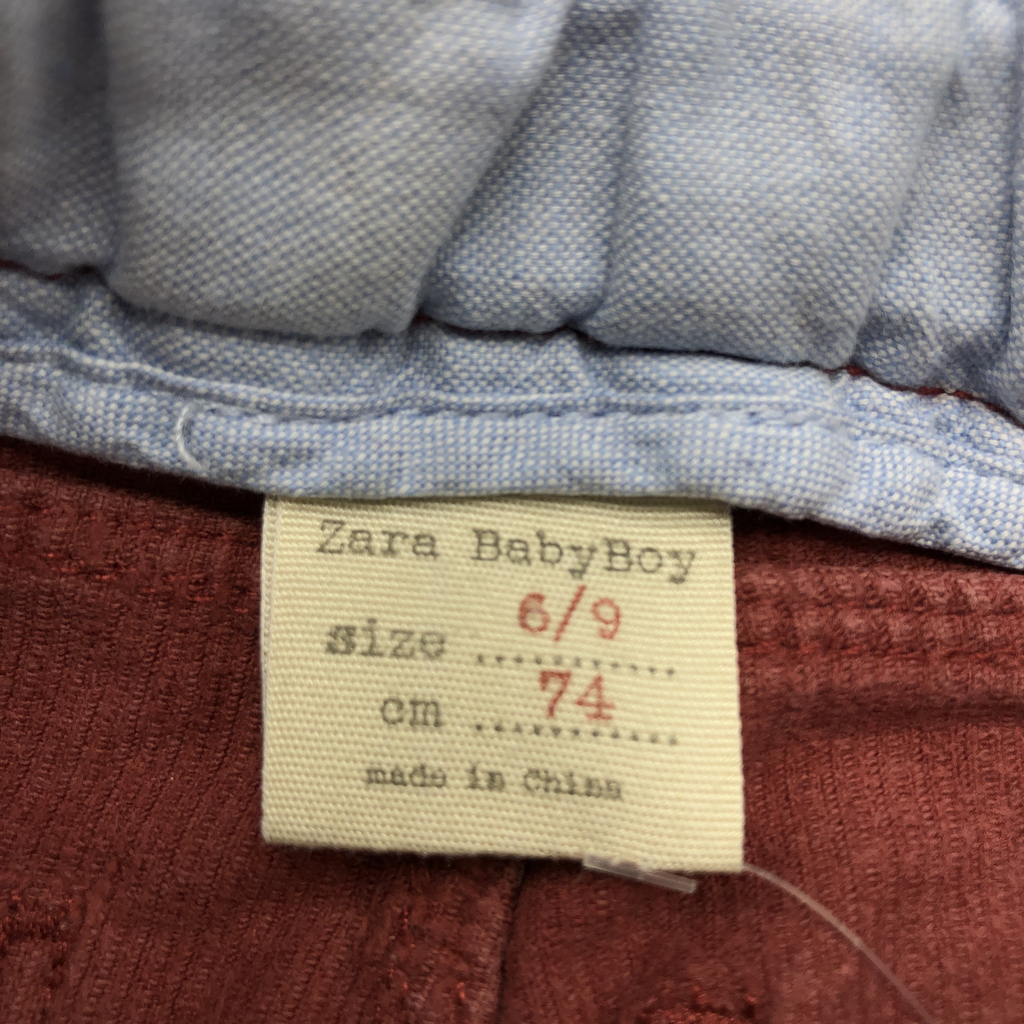 Zara BabyBoy
size 6/9
cm 74
made in China